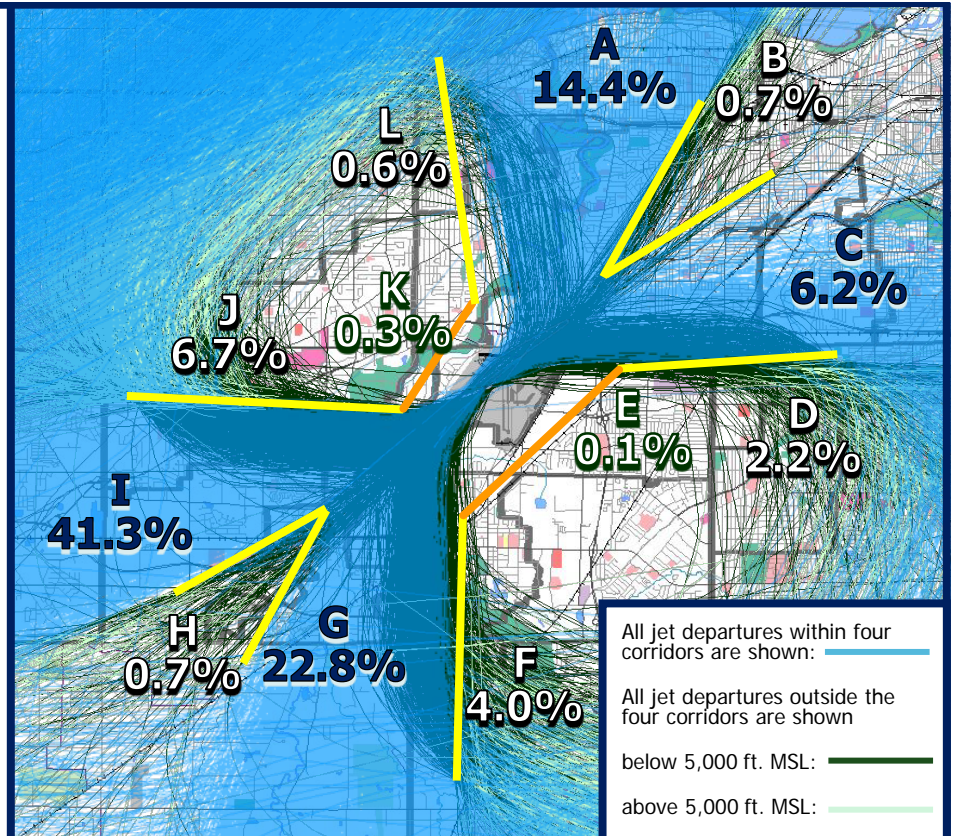 A
14.4%
B
0.7%
L
0.6%
C
6.2%
K
0.3%
J
6.7%
E
0.1%
D
2.2%
I
41.3%
H
0.7%
G
22.8%
F
4.0%
All jet departures within four
corridors are shown:
All jet departures outside the
four corridors are shown
below 5,000 ft. MSL:
above 5,000 ft. MSL: